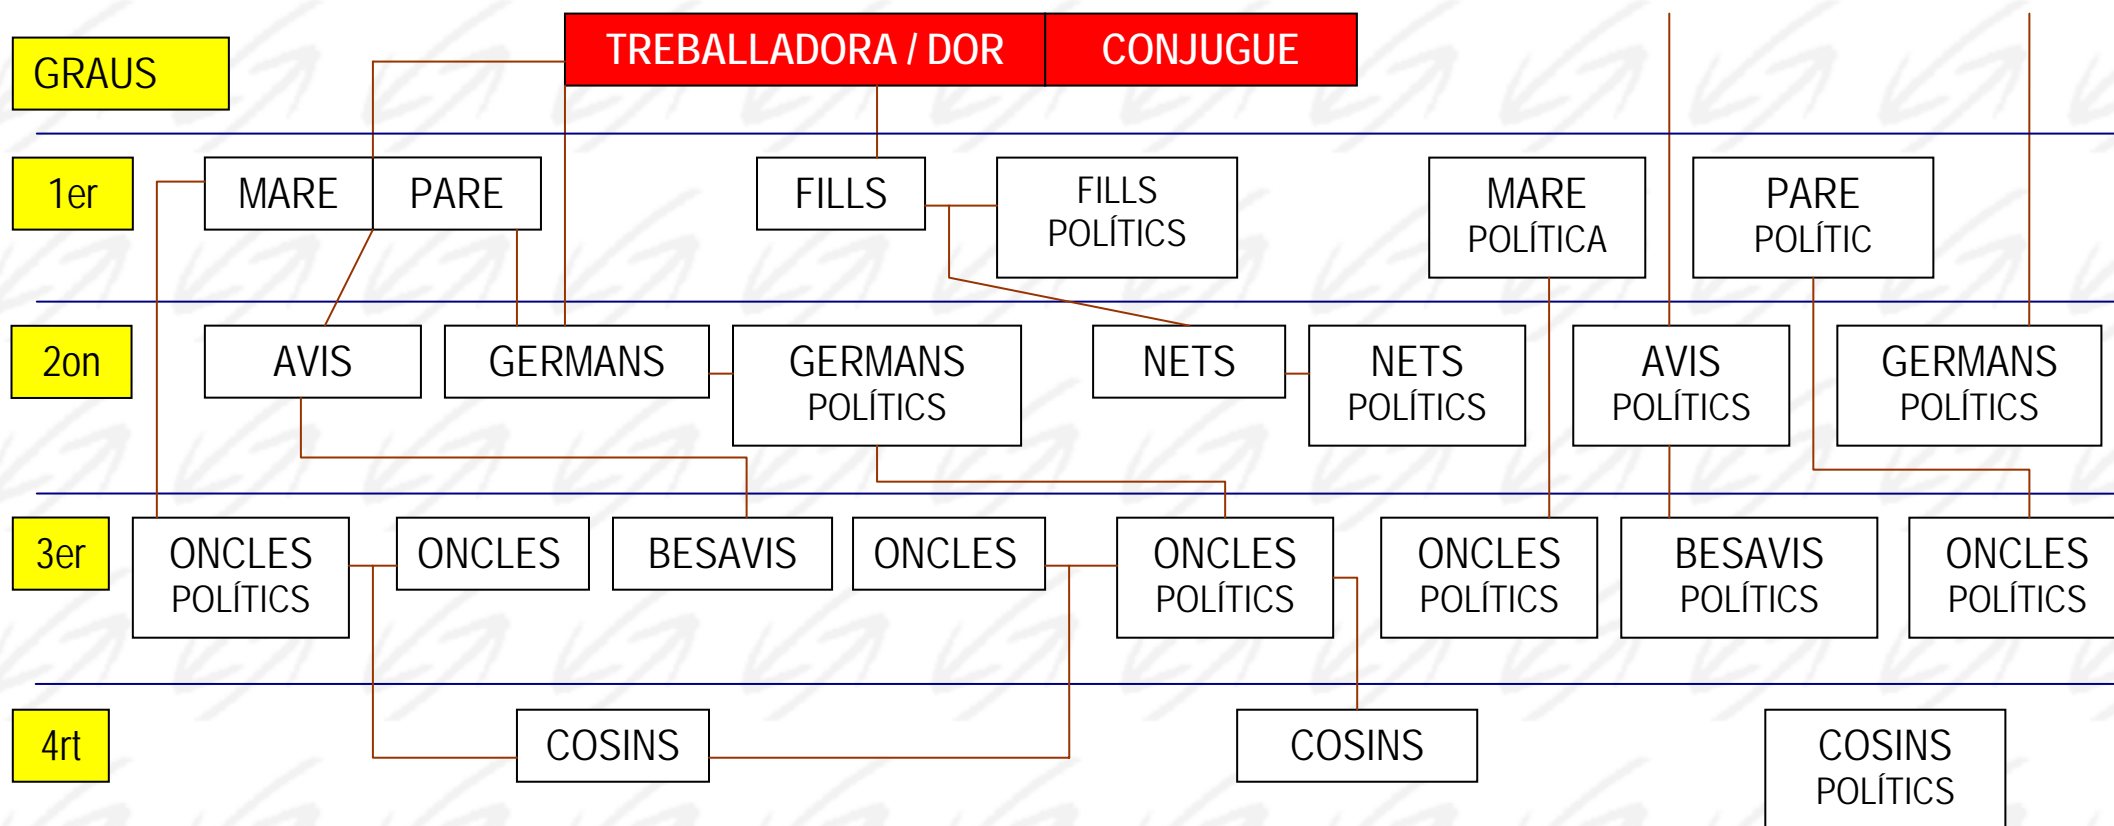 TREBALLADORA / DOR CONJUGUE
GRAUS
1er MARE PARE FILLS FILLS MARE PARE
POLÍTICS POLÍTICA POLÍTIC
2on AVIS GERMANS GERMANS NETS NETS AVIS GERMANS
POLÍTICS POLÍTICS POLÍTICS POLÍTICS
3er ONCLES ONCLES BESAVIS ONCLES ONCLES ONCLES BESAVIS ONCLES
POLÍTICS POLÍTICS POLÍTICS POLÍTICS POLÍTICS
4rt COSINS COSINS COSINS
POLÍTICS